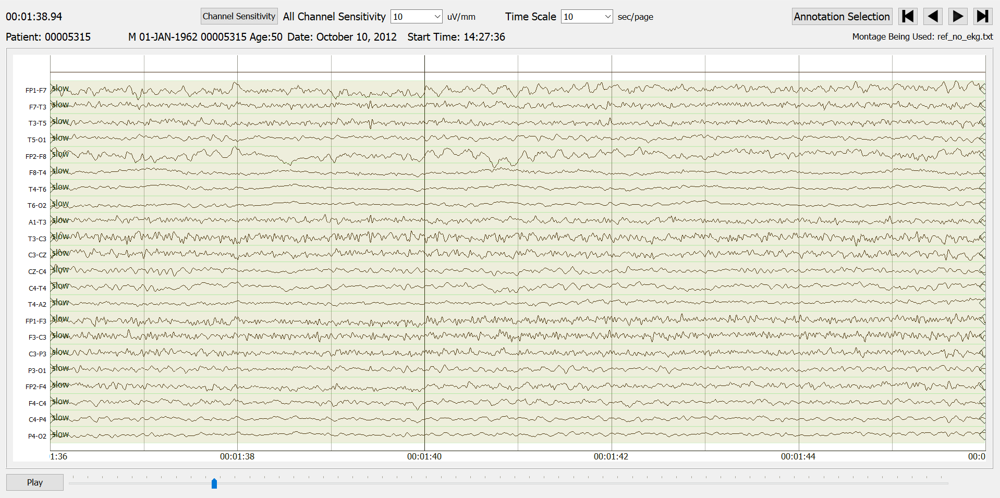 00:01:38.94 Channel Sensitivity All Channel Sensitivity 10 uV/mm Time Scale 10 sec/page Annotation Selection
Patient: 00005315 M 01-JAN-1962 00005315 Age:50 Date: October 10, 2012 Start Time: 14:27:36 Montage Being Used: ref_no_ekg.txt
FP1-F7 slow
F7-T3 slow
T3-T5 slow
T5-O1 slow
FP2-F8 slow
F8-T4 slow
T4-T6 slow
T6-O2 slow
A1-T3 slow
T3-C3 slow
C3-CZ slow
CZ-C4 slow
C4-T4 slow
T4-A2 slow
FP1-F3 slow
F3-C3 slow
C3-P3 slow
P3-O1 slow
FP2-F4 slow
F4-C4 slow
C4-P4 slow
P4-O2 slow
1:36 00:01:38 00:01:40 00:01:42 00:01:44 00:0
Play